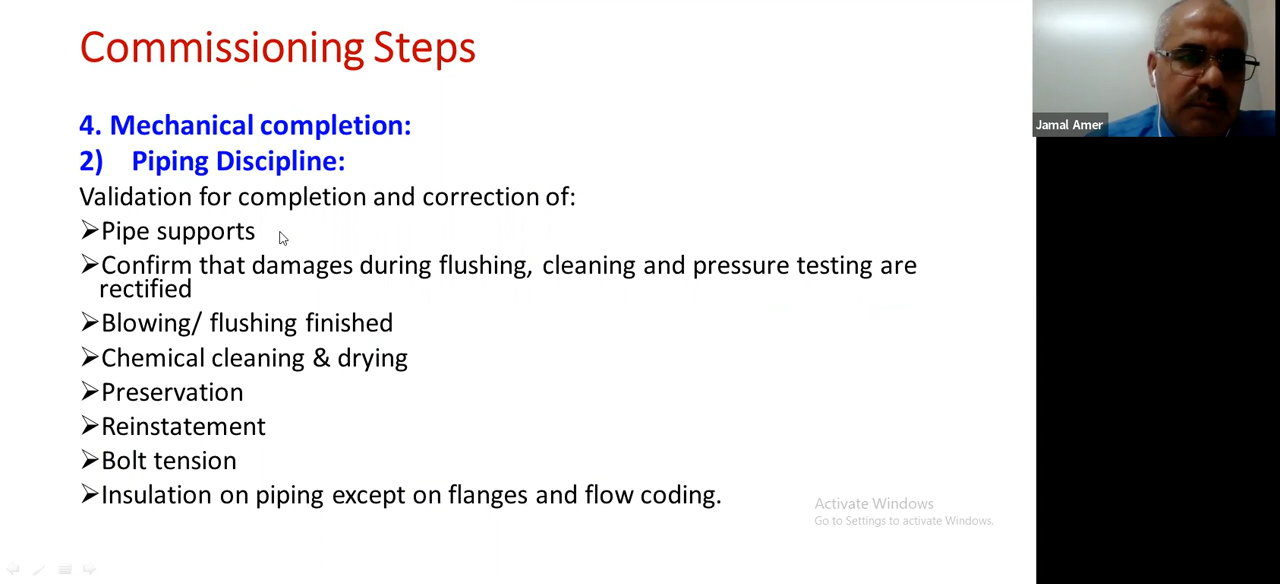 Commissioning Steps
4. Mechanical completion:
2) Piping Discipline:
Validation for completion and correction of:
➢Pipe supports
➢Confirm that damages during flushing, cleaning and pressure testing are
rectified
➢Blowing/ flushing finished
➢Chemical cleaning & drying
➢Preservation
➢Reinstatement
➢Bolt tension
➢Insulation on piping except on flanges and flow coding.
Jamal Amer
Activate Windows
Go to Settings to activate Windows.